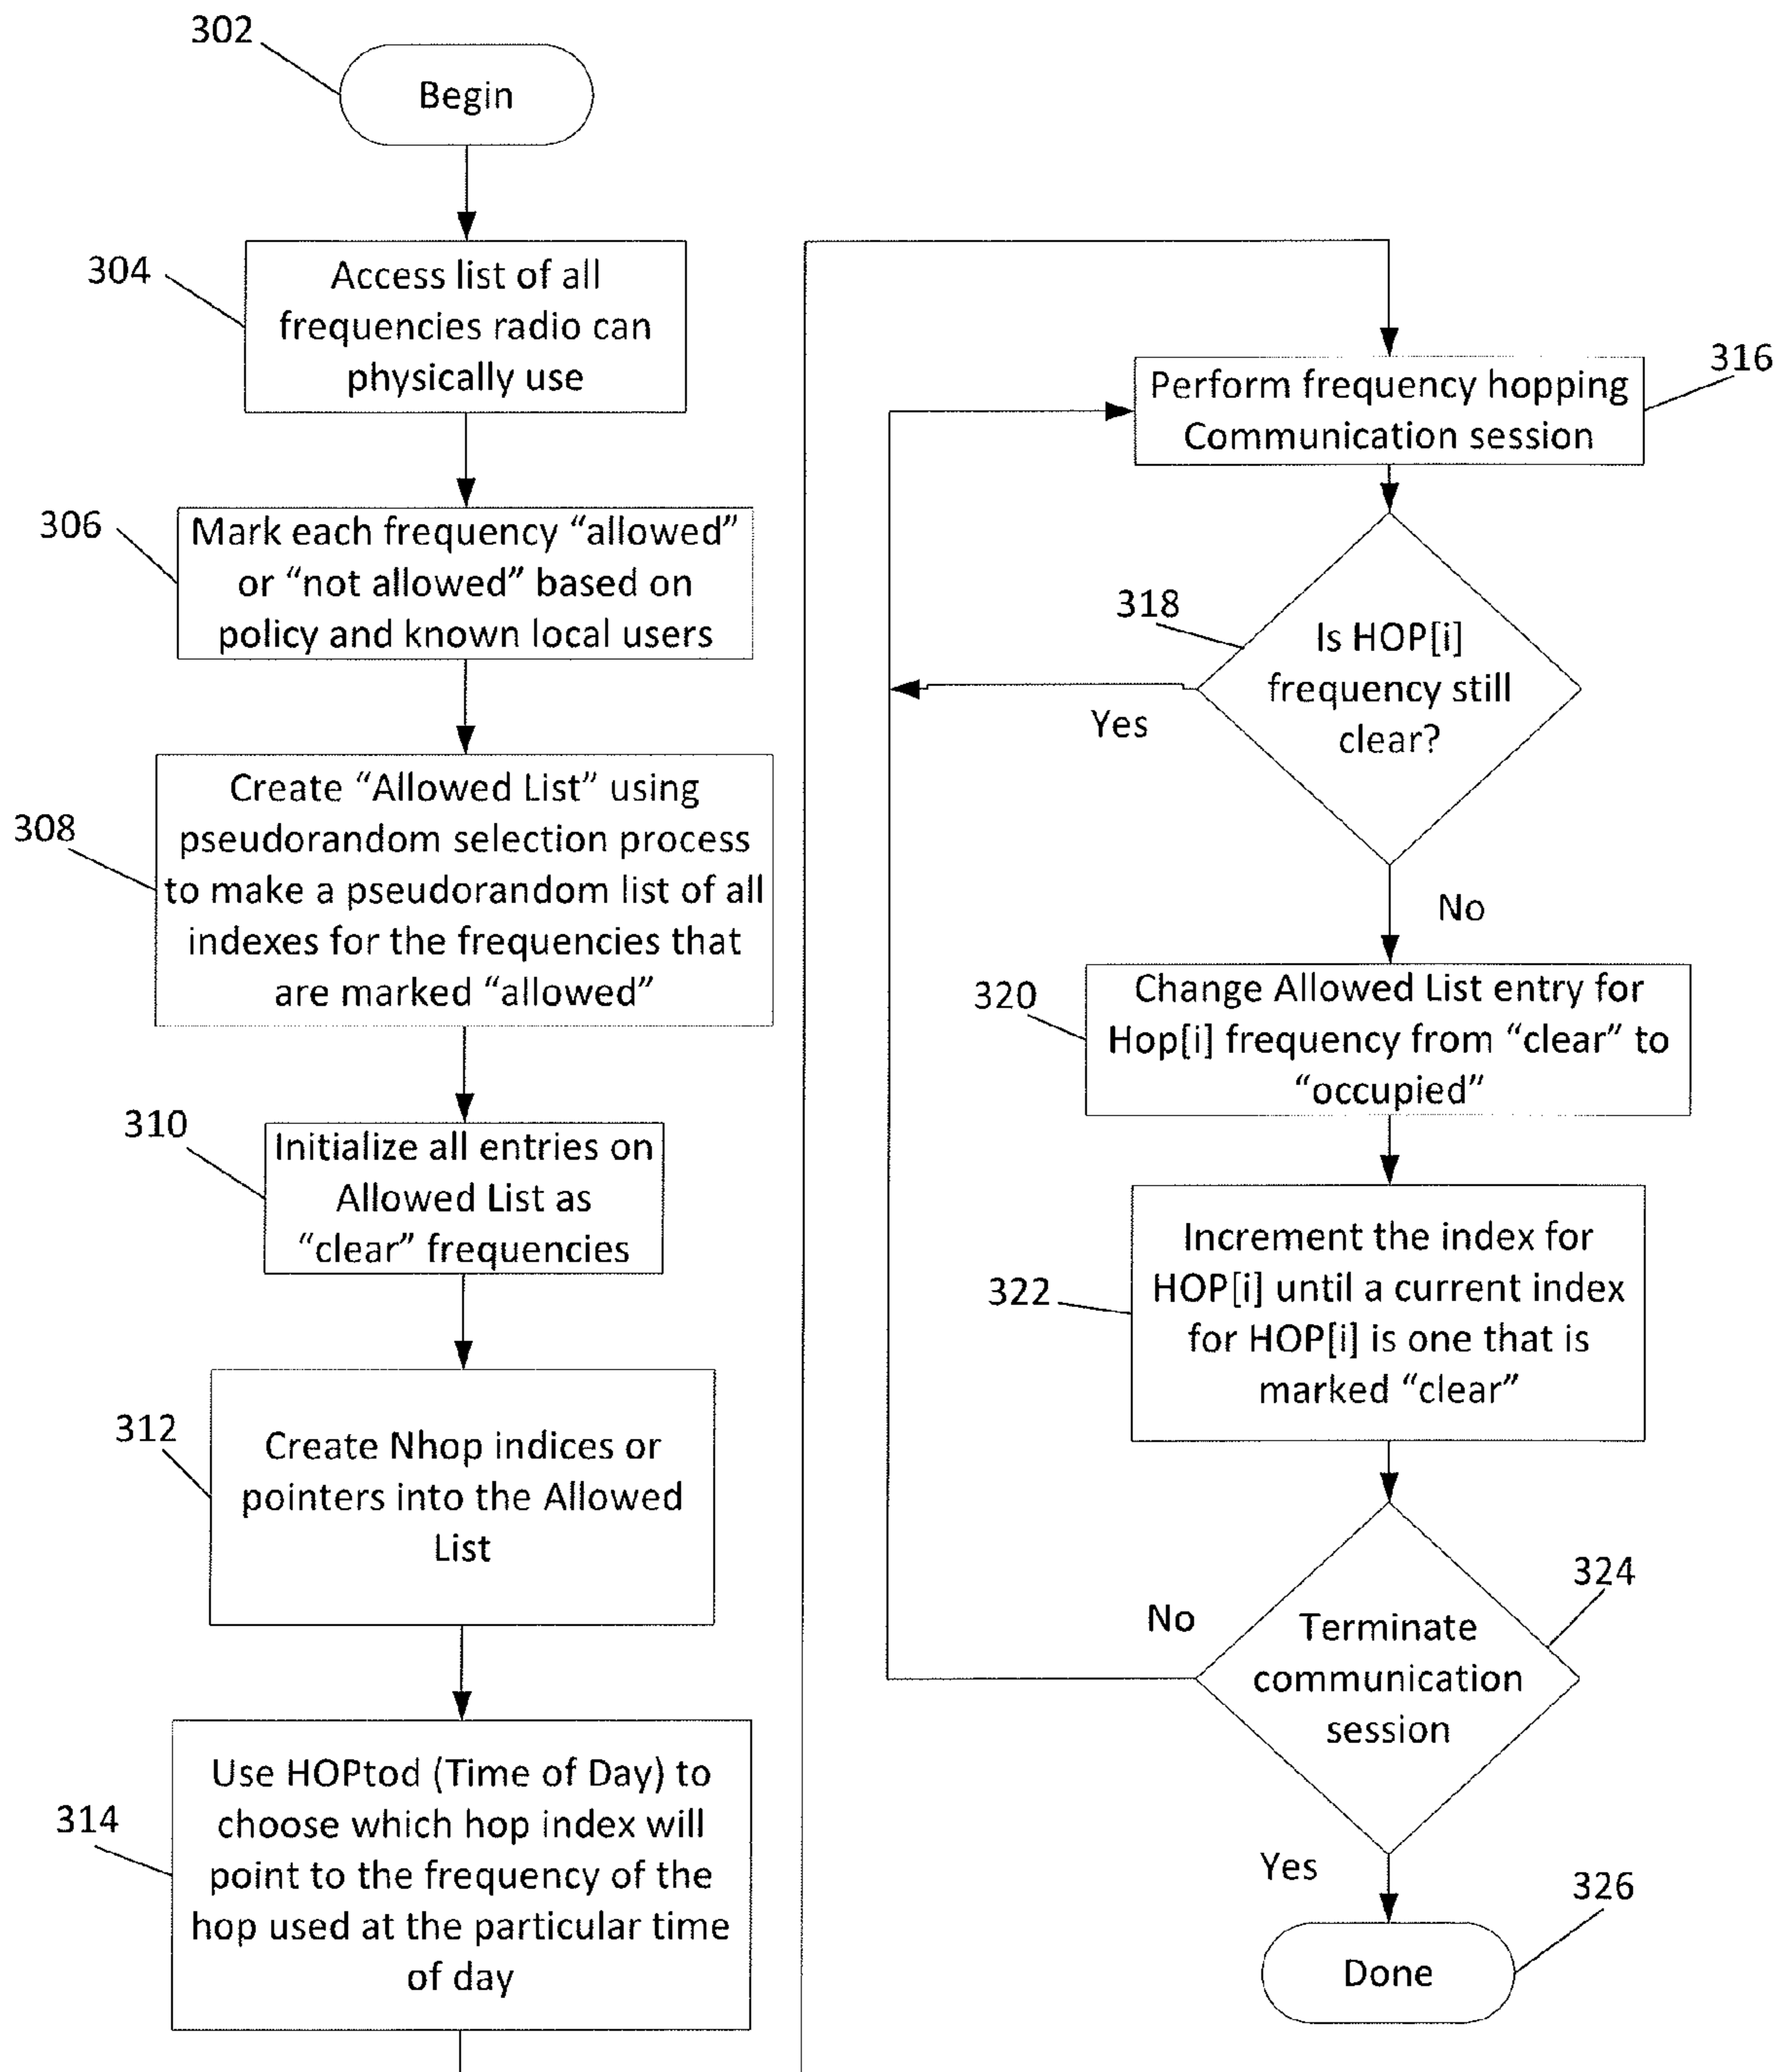 302
Begin
304
Access list of all
frequencies radio can
physically use
306
Mark each frequency “allowed”
or “not allowed” based on
policy and known local users
308
Create “Allowed List” using
pseudorandom selection process
to make a pseudorandom list of all
indexes for the frequencies that
are marked “allowed”
310
Initialize all entries on
Allowed List as
“clear” frequencies
312
Create Nhop indices or
pointers into the Allowed
List
314
Use HOPtod (Time of Day) to
choose which hop index will
point to the frequency of the
hop used at the particular time
of day
316
Perform frequency hopping
Communication session
318
Is HOP[i]
frequency still
clear?
Yes
No
320
Change Allowed List entry for
Hop[i] frequency from “clear” to
“occupied”
322
Increment the index for
HOP[i] until a current index
for HOP[i] is one that is
marked “clear”
324
No
Terminate
communication
session
Yes
326
Done